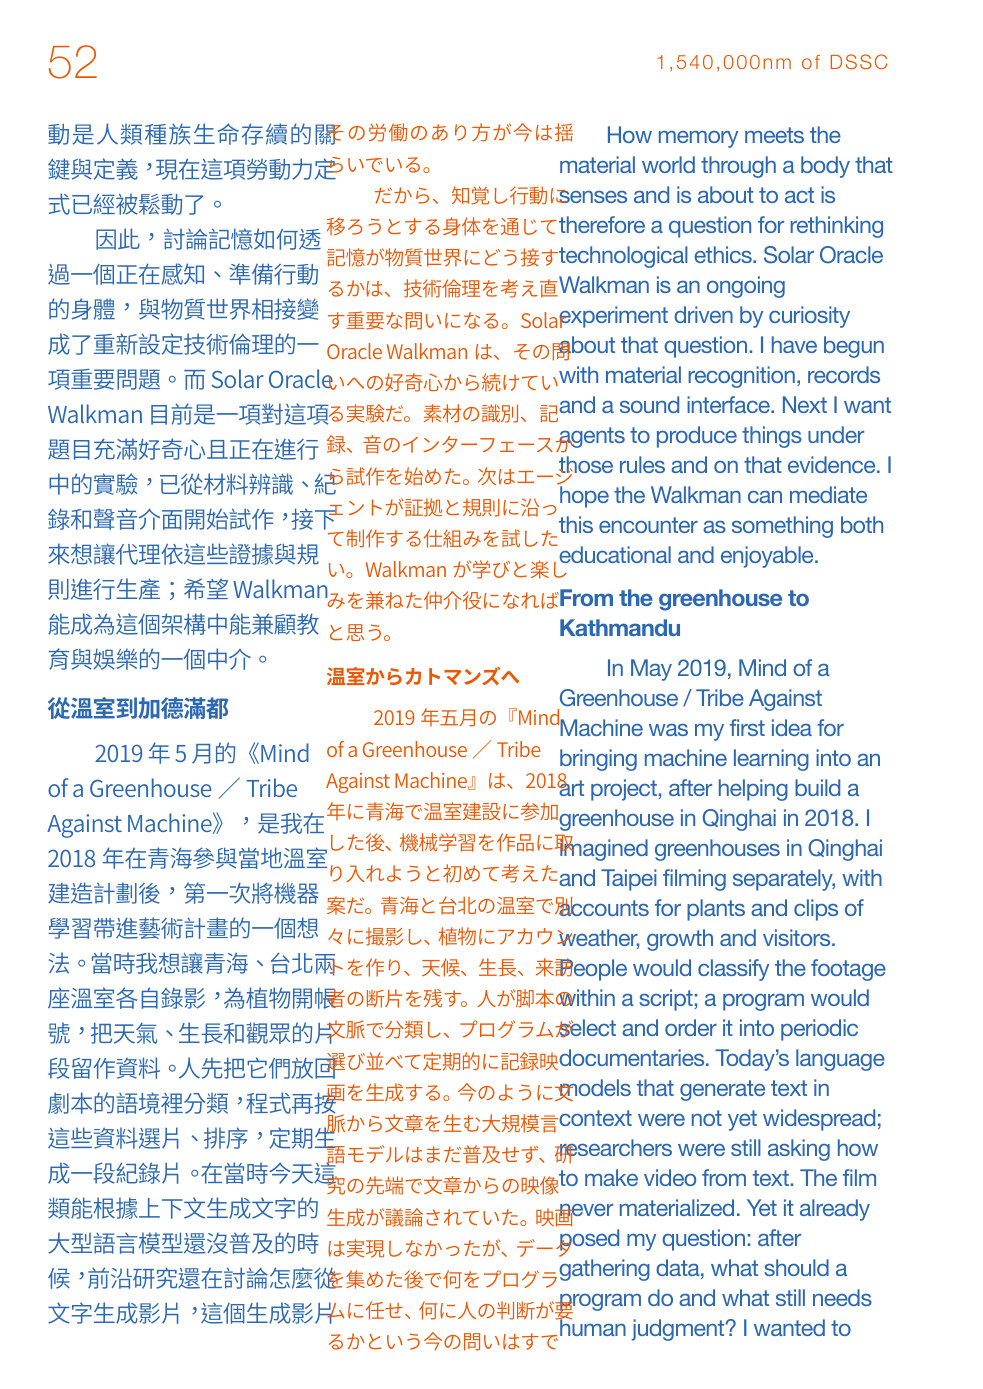 52
1,540,000nm of DSSC
動是人類種族生命存續的關
鍵與定義，現在這項勞動力定
式已經被鬆動了。
因此，討論記憶如何透
過一個正在感知、準備行動
的身體，與物質世界相接變
成了重新設定技術倫理的一
項重要問題。而 Solar Oracle
Walkman 目前是一項對這項
題目充滿好奇心且正在進行
中的實驗，已從材料辨識、紀
錄和聲音介面開始試作，接下
來想讓代理依這些證據與規
則進行生產；希望 Walkman
能成為這個架構中能兼顧教
育與娛樂的一個中介。
從溫室到加德滿都
2019 年 5 月的《Mind
of a Greenhouse ／ Tribe
Against Machine》，是我在
2018 年在青海參與當地溫室
建造計劃後，第一次將機器
學習帶進藝術計畫的一個想
法。當時我想讓青海、台北兩
座溫室各自錄影，為植物開帳
號，把天氣、生長和觀眾的片
段留作資料。人先把它們放回
劇本的語境裡分類，程式再按
這些資料選片、排序，定期生
成一段紀錄片。在當時今天這
類能根據上下文生成文字的
大型語言模型還沒普及的時
候，前沿研究還在討論怎麼從
文字生成影片，這個生成影片
その労働のあり方が今は揺
らいでいる。
だから、知覚し行動に
移ろうとする身体を通じて
記憶が物質世界にどう接す
るかは、技術倫理を考え直
す重要な問いになる。Solar
Oracle Walkman は、その問
いへの好奇心から続けてい
る実験だ。素材の識別、記
録、音のインターフェースか
ら試作を始めた。次はエージ
ェントが証拠と規則に沿っ
て制作する仕組みを試した
い。Walkman が学びと楽し
みを兼ねた仲介役になれば
と思う。
温室からカトマンズへ
2019 年五月の『Mind
of a Greenhouse ／ Tribe
Against Machine』は、2018
年に青海で温室建設に参加
した後、機械学習を作品に取
り入れようと初めて考えた
案だ。青海と台北の温室で別
々に撮影し、植物にアカウン
トを作り、天候、生長、来訪
者の断片を残す。人が脚本の
文脈で分類し、プログラムが
選び並べて定期的に記録映
画を生成する。今のように文
脈から文章を生む大規模言
語モデルはまだ普及せず、研
究の先端で文章からの映像
生成が議論されていた。映画
は実現しなかったが、データ
を集めた後で何をプログラ
ムに任せ、何に人の判断が要
るかという今の問いはすで
How memory meets the
material world through a body that
senses and is about to act is
therefore a question for rethinking
technological ethics. Solar Oracle
Walkman is an ongoing
experiment driven by curiosity
about that question. I have begun
with material recognition, records
and a sound interface. Next I want
agents to produce things under
those rules and on that evidence. I
hope the Walkman can mediate
this encounter as something both
educational and enjoyable.
From the greenhouse to
Kathmandu
In May 2019, Mind of a
Greenhouse / Tribe Against
Machine was my first idea for
bringing machine learning into an
art project, after helping build a
greenhouse in Qinghai in 2018. I
imagined greenhouses in Qinghai
and Taipei filming separately, with
accounts for plants and clips of
weather, growth and visitors.
People would classify the footage
within a script; a program would
select and order it into periodic
documentaries. Today’s language
models that generate text in
context were not yet widespread;
researchers were still asking how
to make video from text. The film
never materialized. Yet it already
posed my question: after
gathering data, what should a
program do and what still needs
human judgment? I wanted to